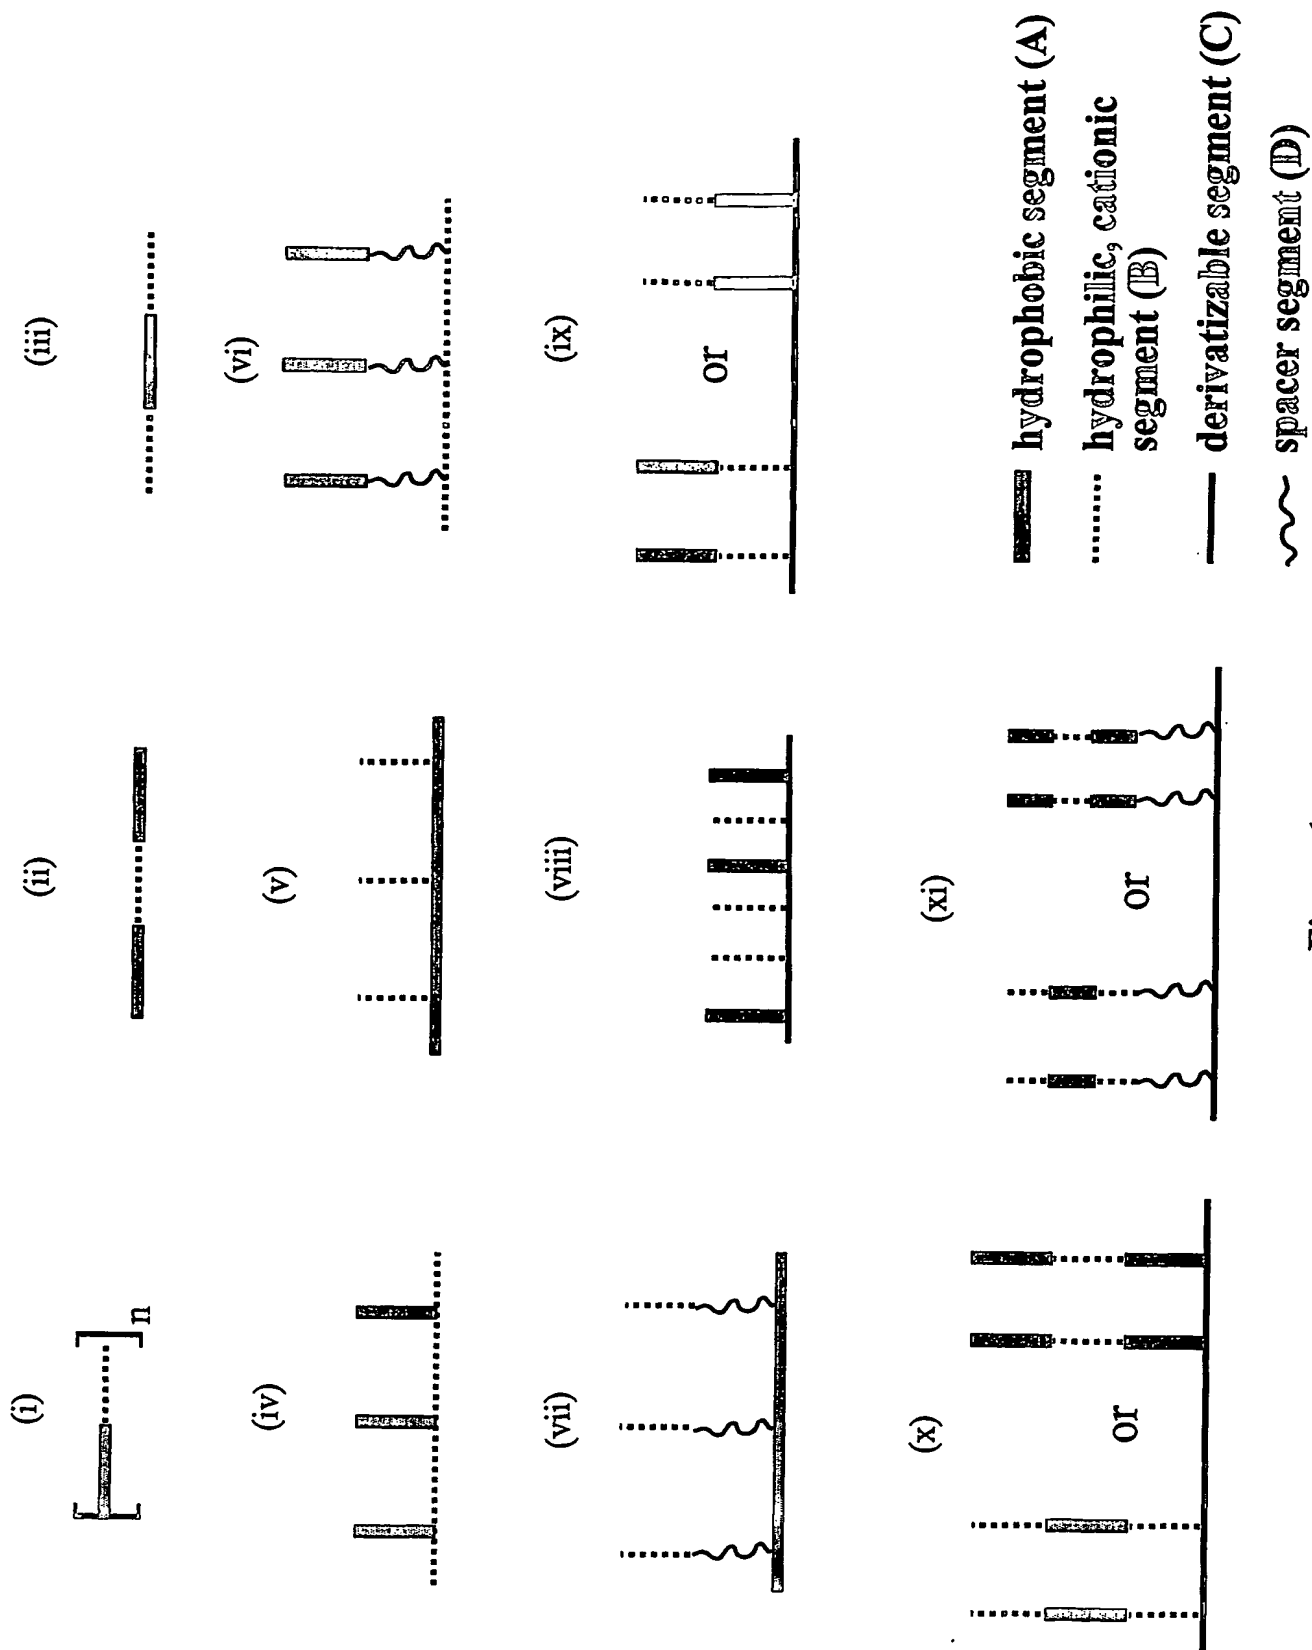 (i)
(ii)
(iii)
n
(iv)
(v)
(vi)
(vii)
(viii)
(ix)
or
(x)
or
(xi)
or
hydrophobic segment (A)
hydrophilic, cationic
segment (B)
derivatizable segment (C)
spacer segment (D)